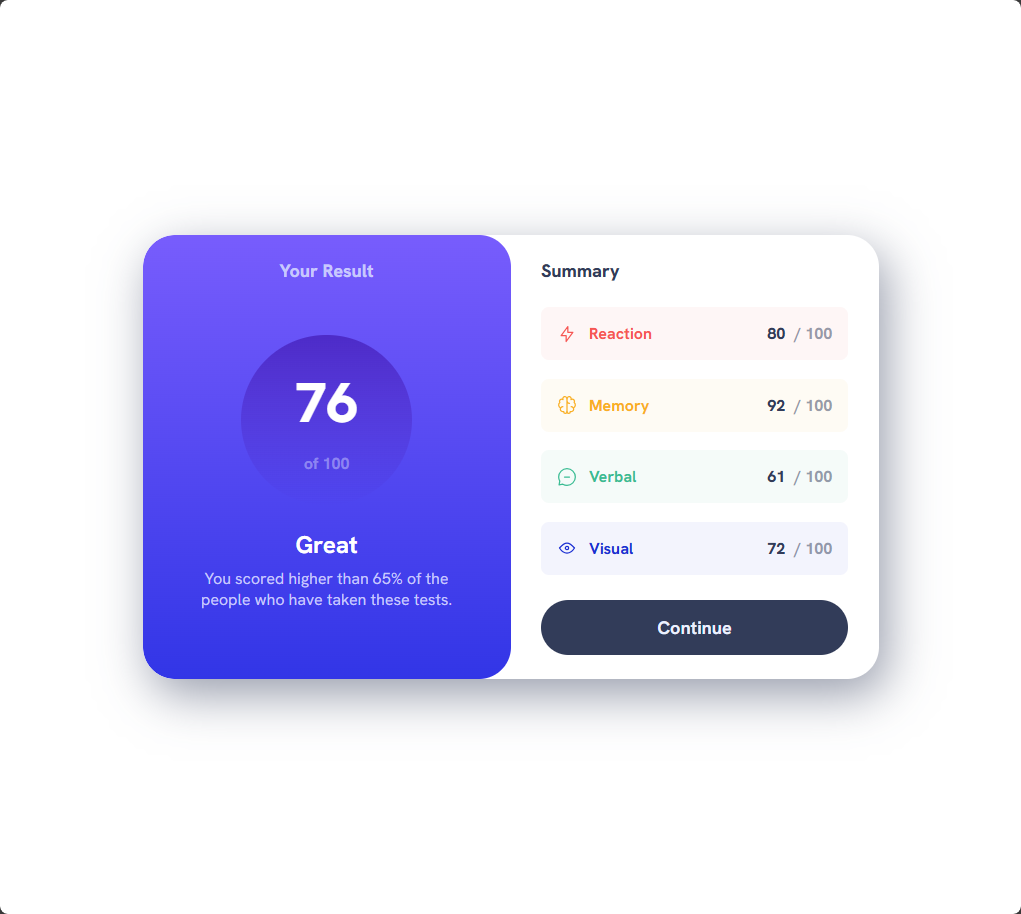 Your Result
76
of 100
Great
You scored higher than 65% of the
people who have taken these tests.
Summary
Reaction 80 / 100
Memory 92 / 100
Verbal 61 / 100
Visual 72 / 100
Continue